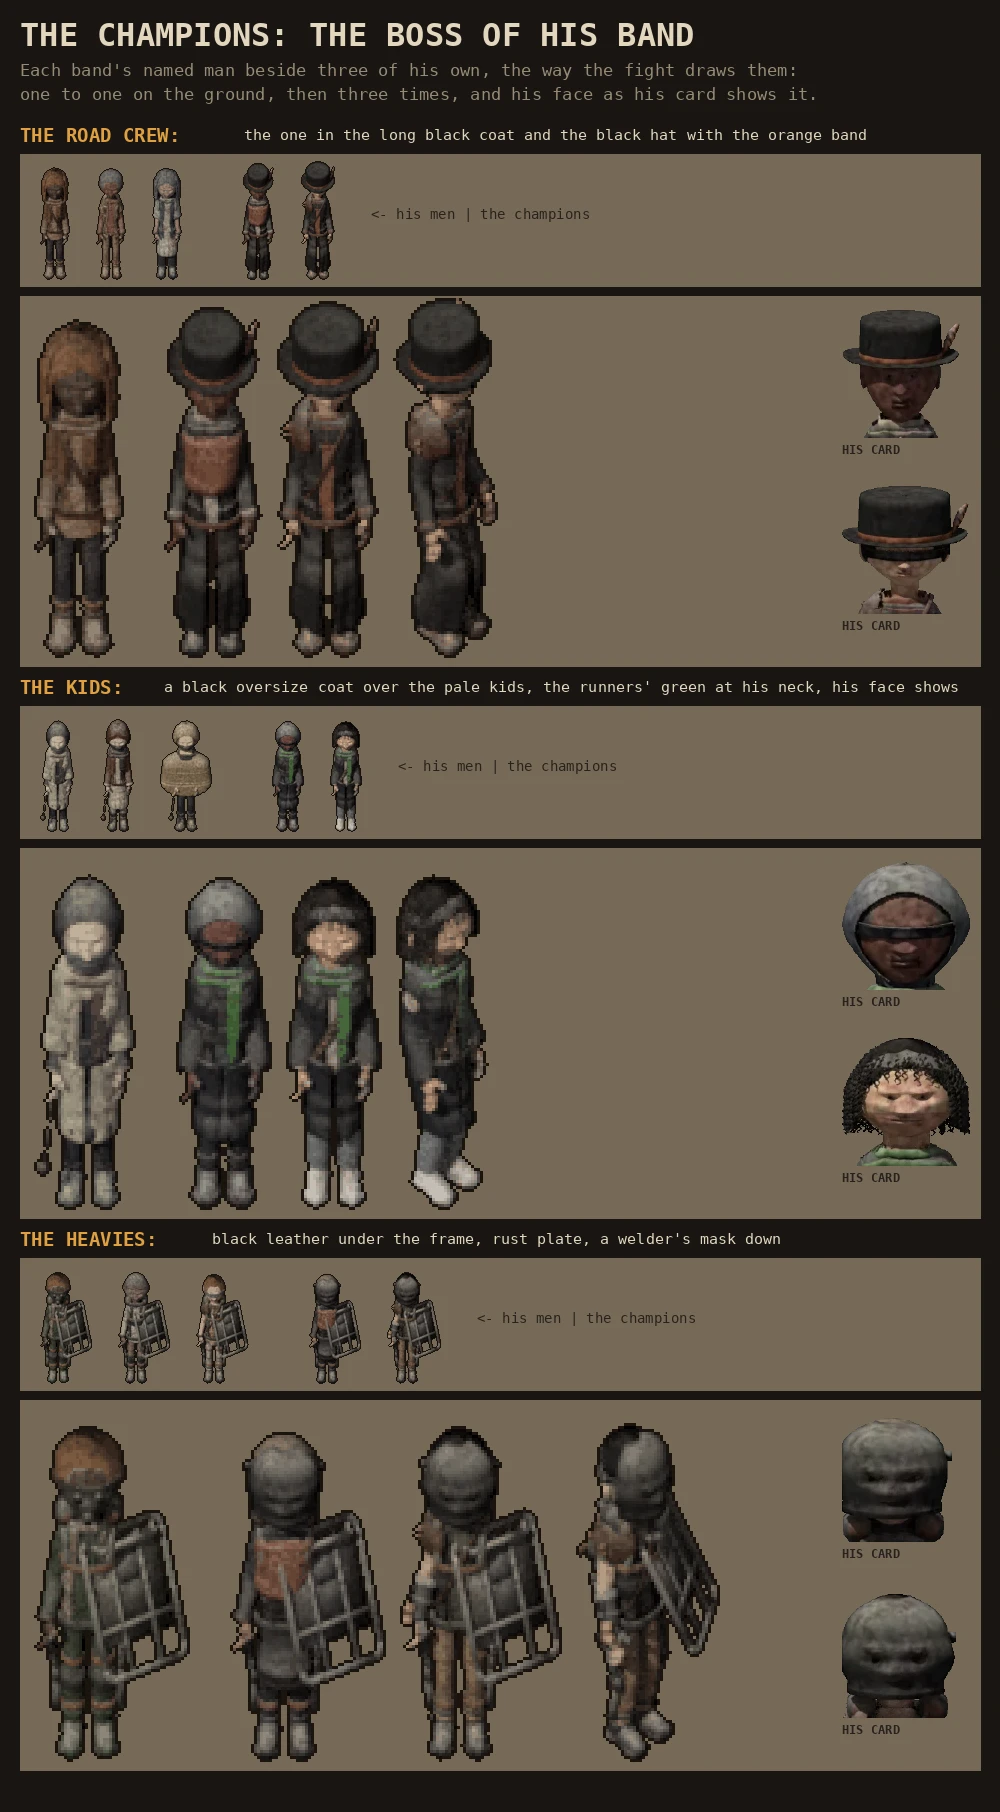 THE CHAMPIONS: THE BOSS OF HIS BAND
Each band's named man beside three of his own, the way the fight draws them:
one to one on the ground, then three times, and his face as his card shows it.
THE ROAD CREW: the one in the long black coat and the black hat with the orange band
<- his men | the champions
HIS CARD
HIS CARD
THE KIDS: a black oversize coat over the pale kids, the runners' green at his neck, his face shows
<- his men | the champions
HIS CARD
HIS CARD
THE HEAVIES: black leather under the frame, rust plate, a welder's mask down
<- his men | the champions
HIS CARD
HIS CARD